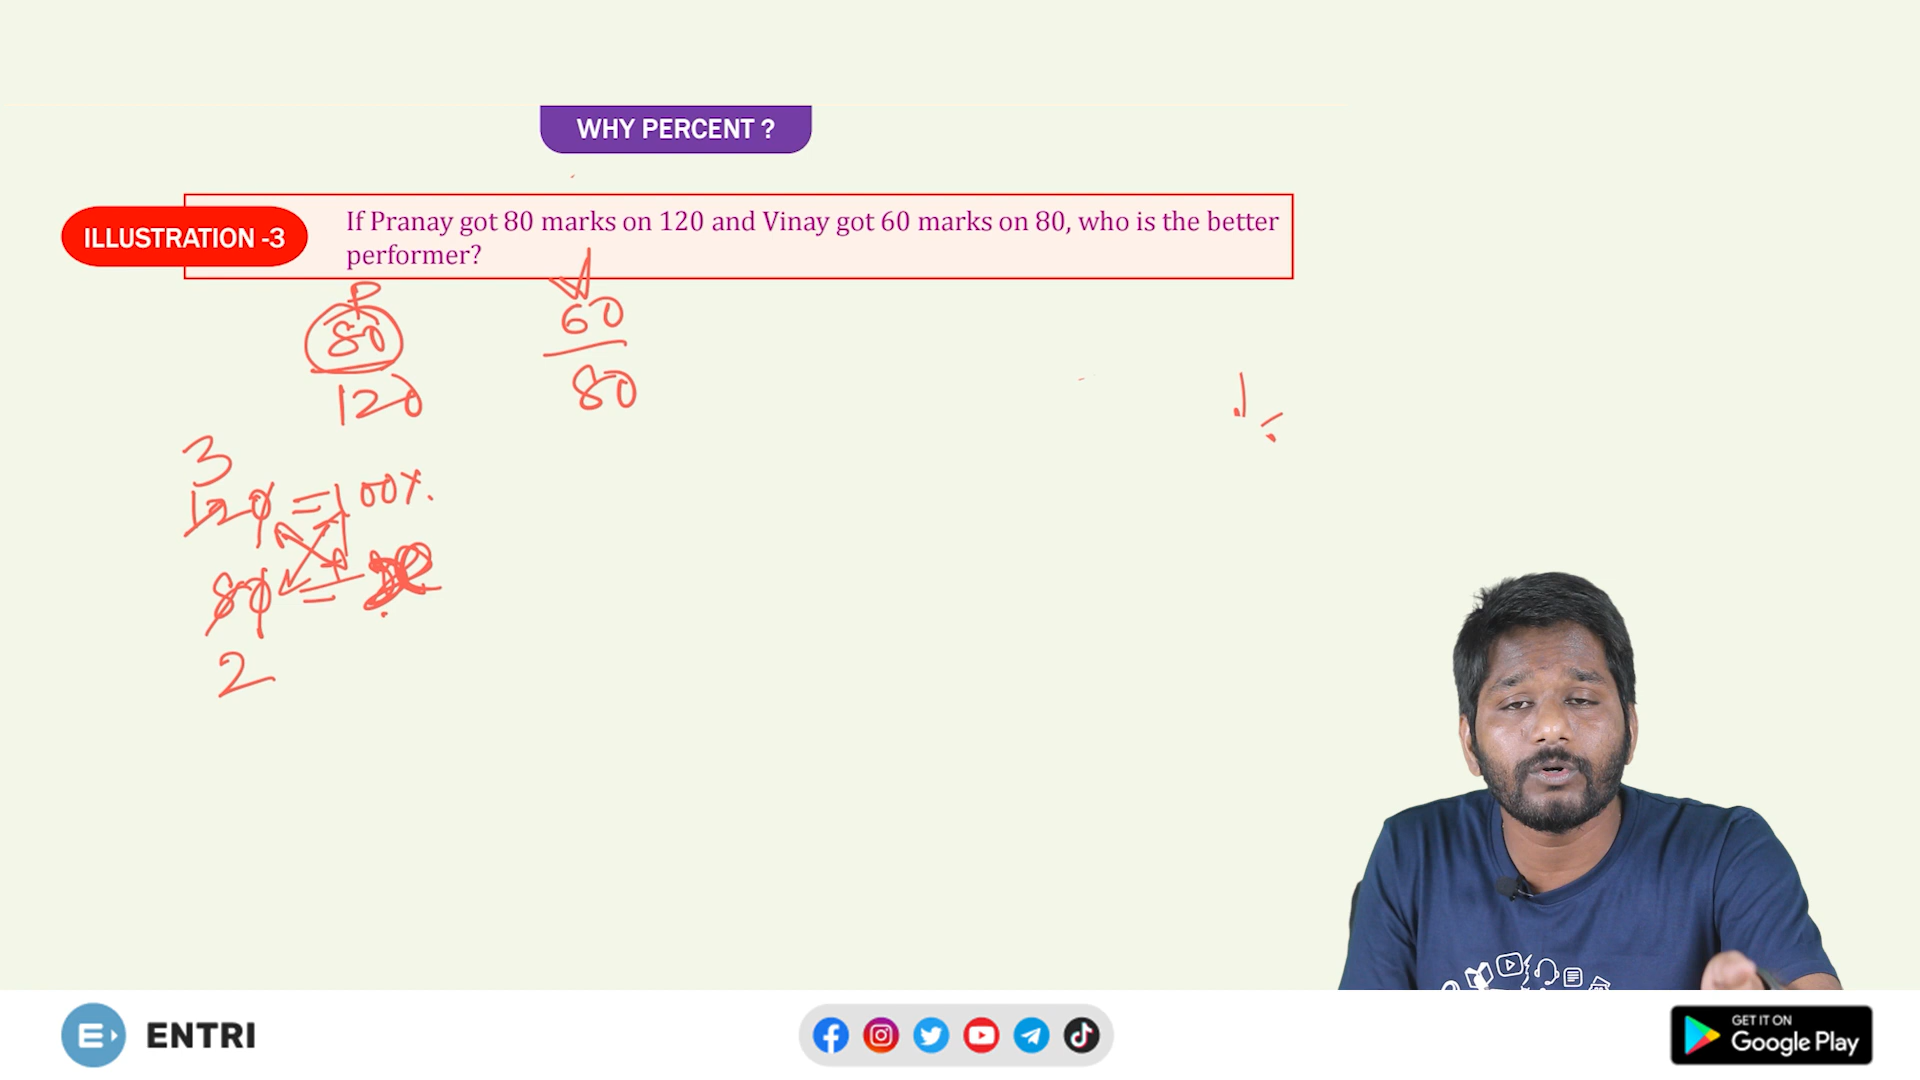 WHY PERCENT ?
ILLUSTRATION -3
If Pranay got 80 marks on 120 and Vinay got 60 marks on 80, who is the better
performer?
P
V
80
60
120
80
3
120 = 100%
80 =
2
ENTRI
GET IT ON
Google Play